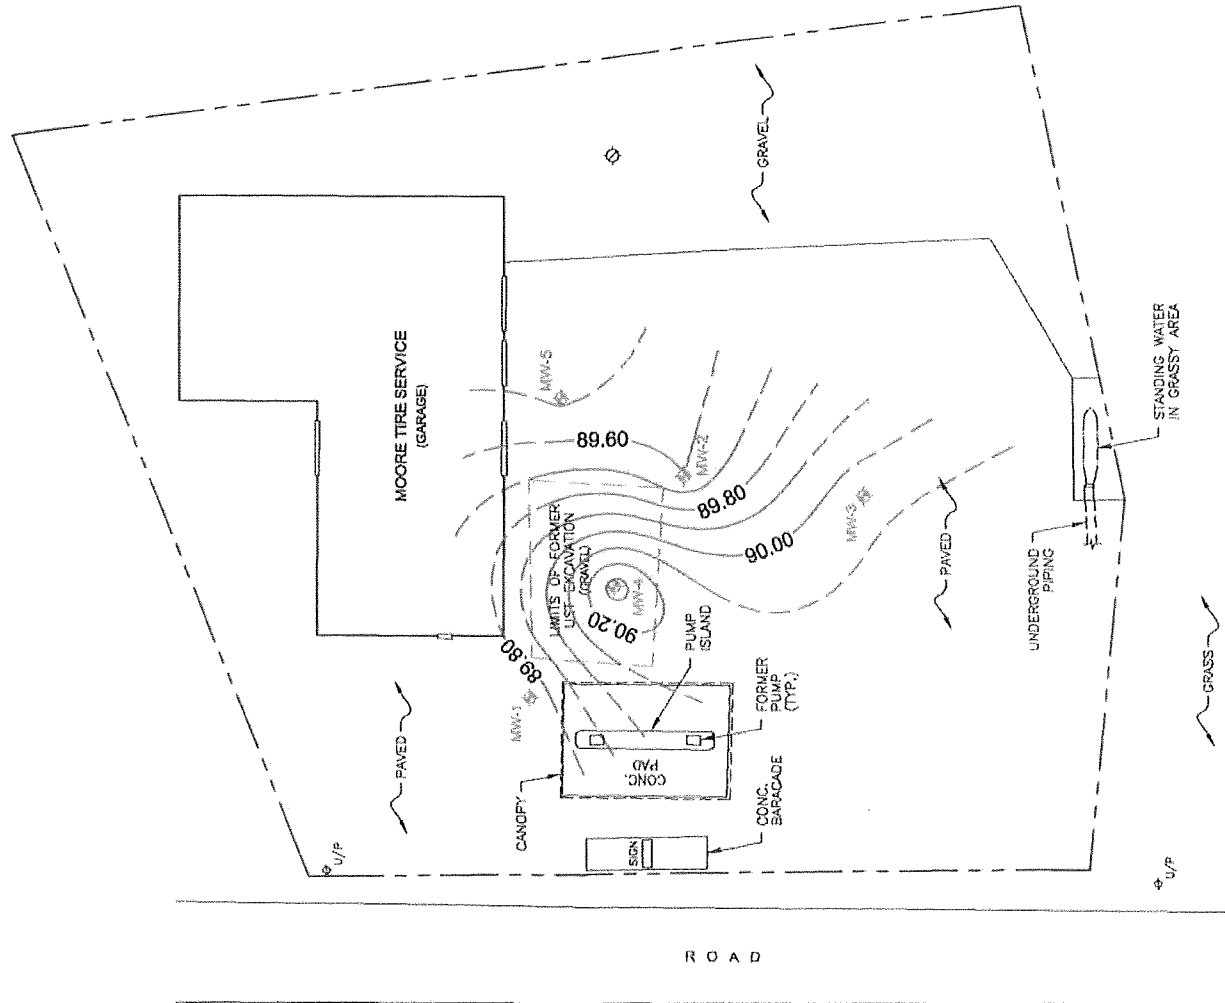 GRAVEL
MOORE TIRE SERVICE
(GARAGE)
MW-5
89.60
MW-2
89.80
LIMITS OF FORMER
UST EXCAVATION
(GRAVEL)
90.00
MW-3
MW-4
90.20
89.80
MW-1
PUMP
ISLAND
FORMER
PUMP
(TYP.)
CONC.
PAD
CANOPY
CONC.
BARACADE
SIGN
PAVED
PAVED
UNDERGROUND
PIPING
STANDING WATER
IN GRASSY AREA
GRASS
U/P
U/P
ROAD